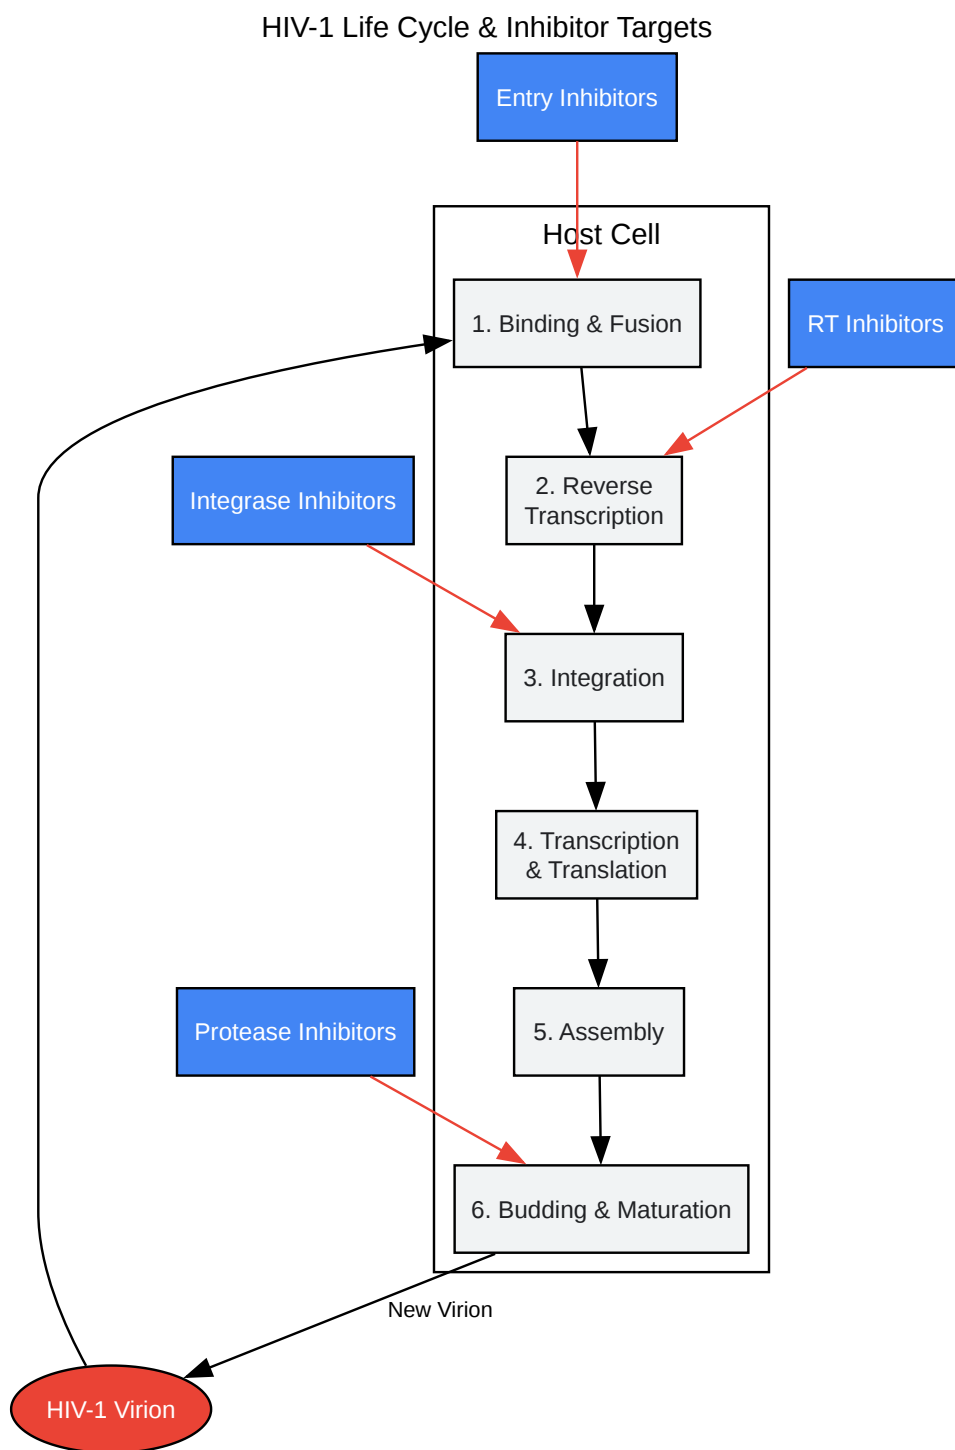 HIV-1 Life Cycle & Inhibitor Targets
Entry Inhibitors
Host Cell
1. Binding & Fusion
RT Inhibitors
2. Reverse
Transcription
Integrase Inhibitors
3. Integration
4. Transcription
& Translation
Protease Inhibitors
5. Assembly
6. Budding & Maturation
New Virion
HIV-1 Virion